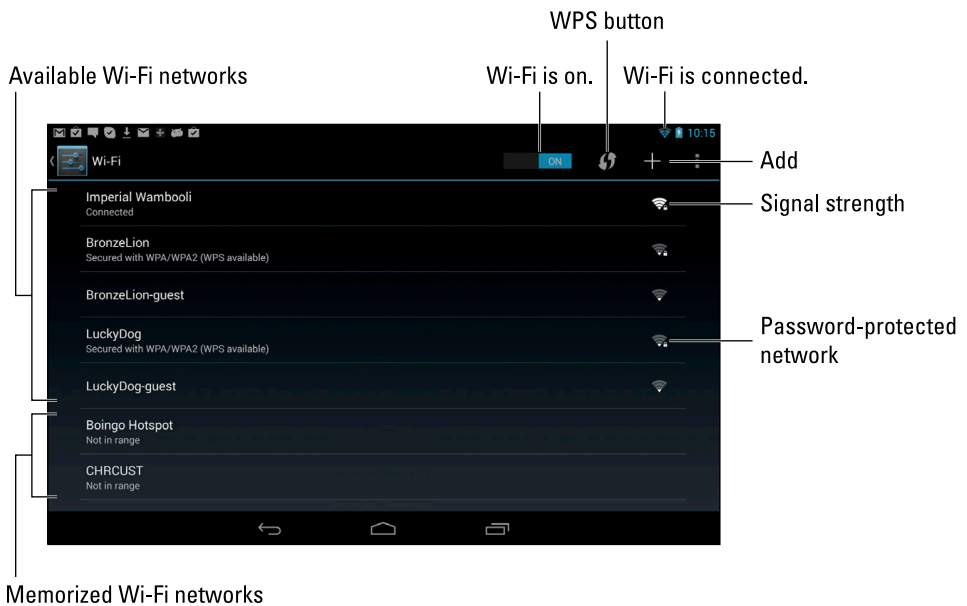 WPS button
Available Wi-Fi networks
Wi-Fi is on.
Wi-Fi is connected.
10:15
Wi-Fi
ON
Add
Imperial Wambooli
Connected
Signal strength
BronzeLion
Secured with WPA/WPA2 (WPS available)
BronzeLion-guest
LuckyDog
Secured with WPA/WPA2 (WPS available)
Password-protected
network
LuckyDog-guest
Boingo Hotspot
Not in range
CHRCUST
Not in range
Memorized Wi-Fi networks